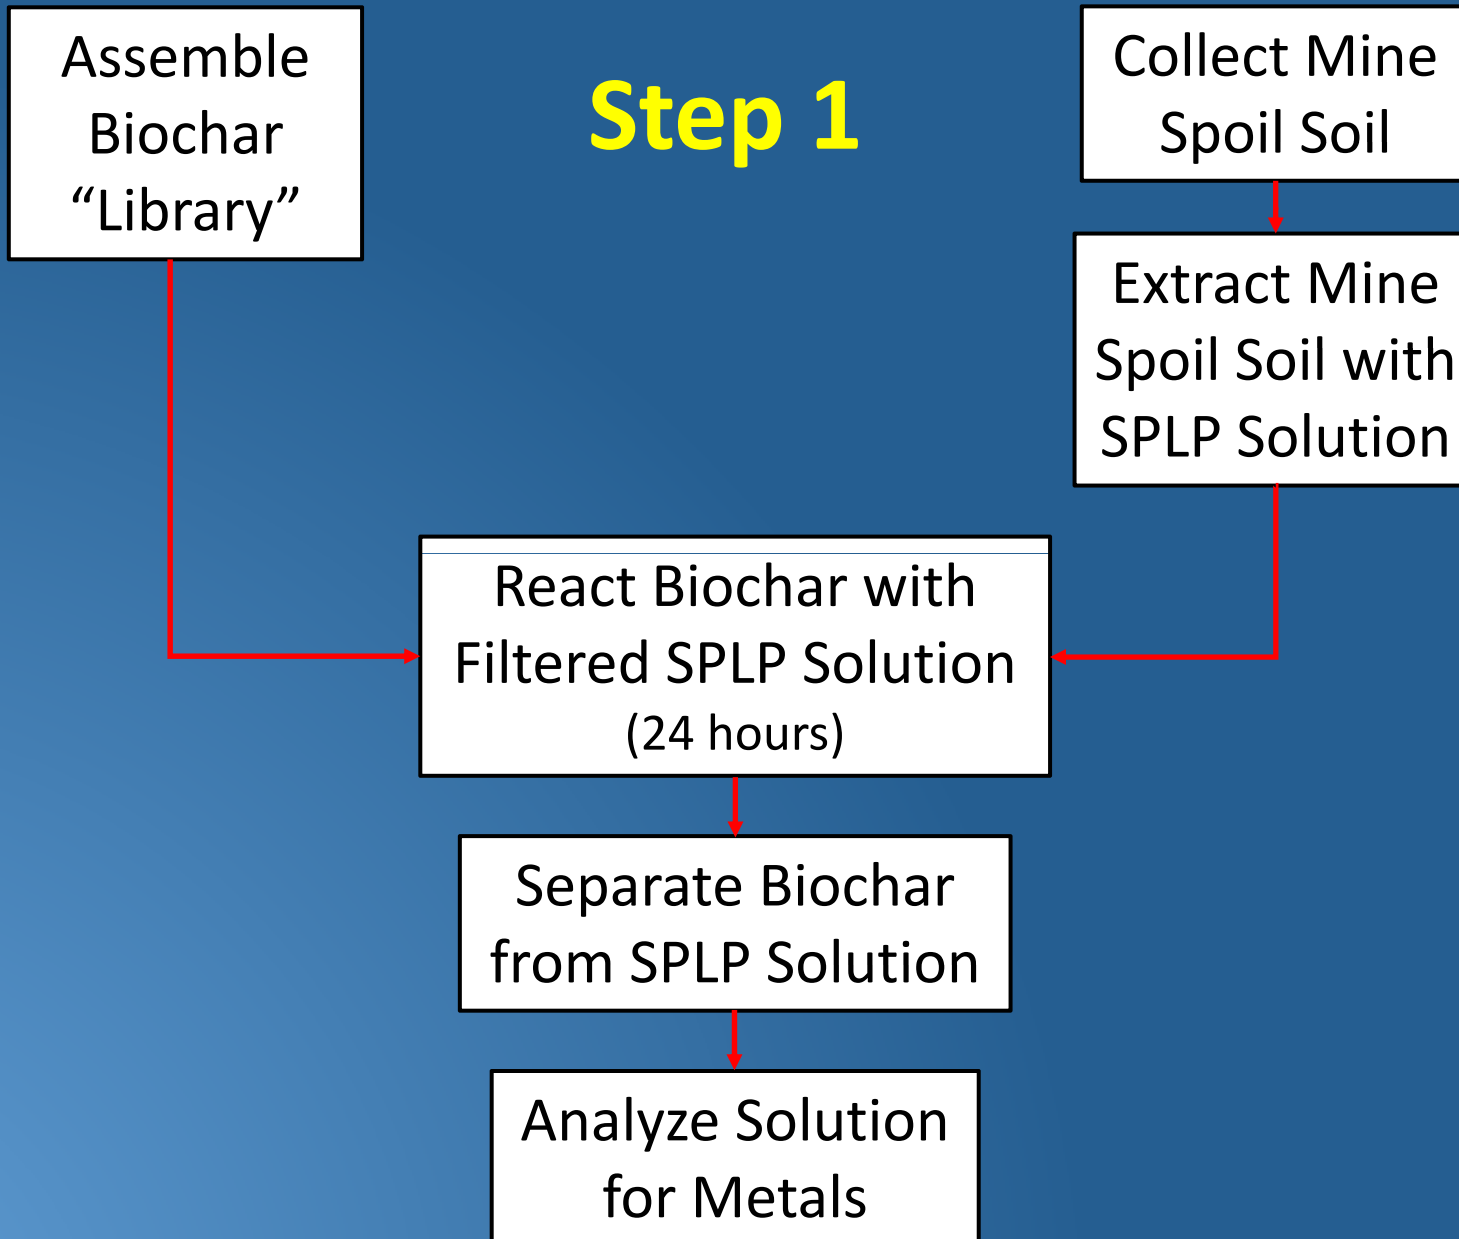 Assemble
Biochar
“Library”
Step 1
Collect Mine
Spoil Soil
Extract Mine
Spoil Soil with
SPLP Solution
React Biochar with
Filtered SPLP Solution
(24 hours)
Separate Biochar
from SPLP Solution
Analyze Solution
for Metals